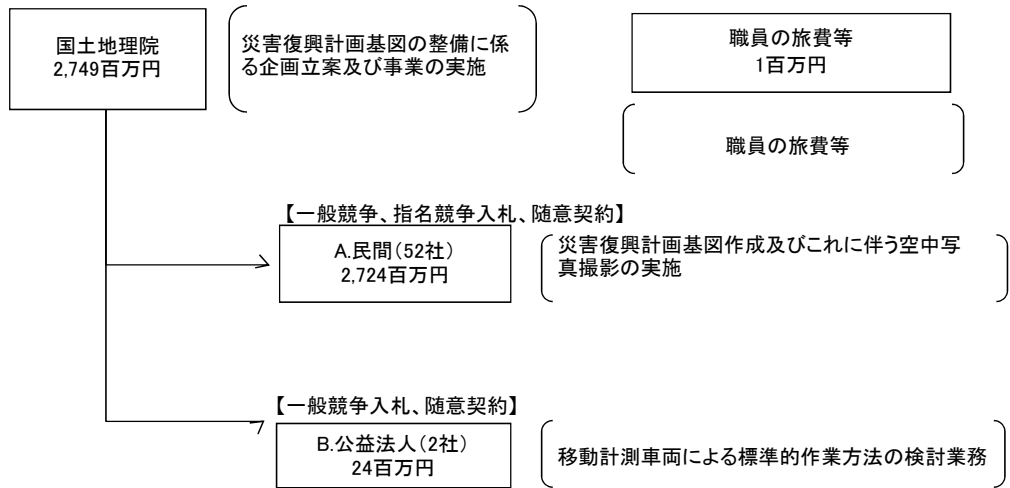 国土地理院
2,749百万円
災害復興計画基図の整備に係
る企画立案及び事業の実施
職員の旅費等
1百万円
職員の旅費等
【一般競争、指名競争入札、随意契約】
A.民間（52社）
2,724百万円
災害復興計画基図作成及びこれに伴う空中写
真撮影の実施
【一般競争入札、随意契約】
B.公益法人（2社）
24百万円
移動計測車両による標準的作業方法の検討業務